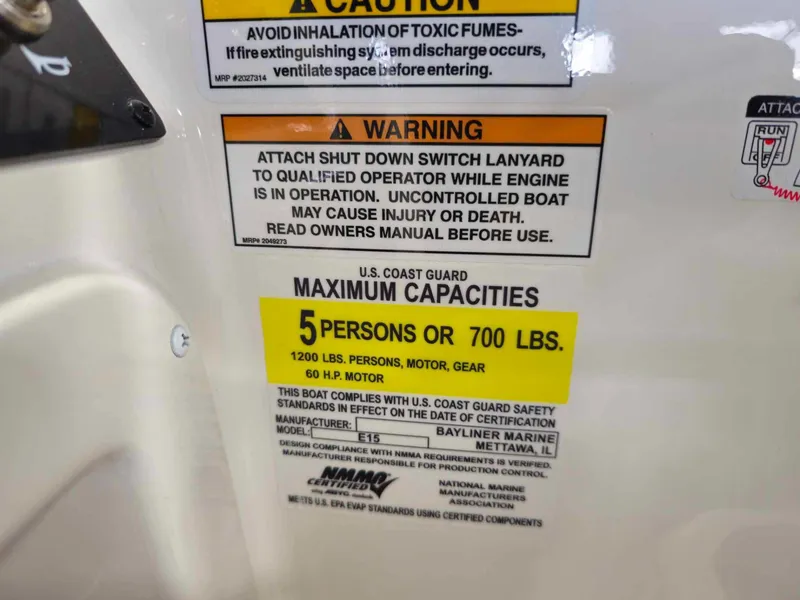 CAUTION
AVOID INHALATION OF TOXIC FUMES-
If fire extinguishing system discharge occurs,
ventilate space before entering.
MRP #2027314
WARNING
ATTACH SHUT DOWN SWITCH LANYARD
TO QUALIFIED OPERATOR WHILE ENGINE
IS IN OPERATION. UNCONTROLLED BOAT
MAY CAUSE INJURY OR DEATH.
READ OWNERS MANUAL BEFORE USE.
MRP# 2049273
ATTAC
RUN
OFF
U.S. COAST GUARD
MAXIMUM CAPACITIES
5 PERSONS OR 700 LBS.
1200 LBS. PERSONS, MOTOR, GEAR
60 H.P. MOTOR
THIS BOAT COMPLIES WITH U.S. COAST GUARD SAFETY
STANDARDS IN EFFECT ON THE DATE OF CERTIFICATION
MANUFACTURER: BAYLINER MARINE
MODEL: E15 METTAWA, IL
DESIGN COMPLIANCE WITH NMMA REQUIREMENTS IS VERIFIED.
MANUFACTURER RESPONSIBLE FOR PRODUCTION CONTROL.
NMMA
CERTIFIED
using ABYC standards
NATIONAL MARINE
MANUFACTURERS
ASSOCIATION
MEETS U.S. EPA EVAP STANDARDS USING CERTIFIED COMPONENTS